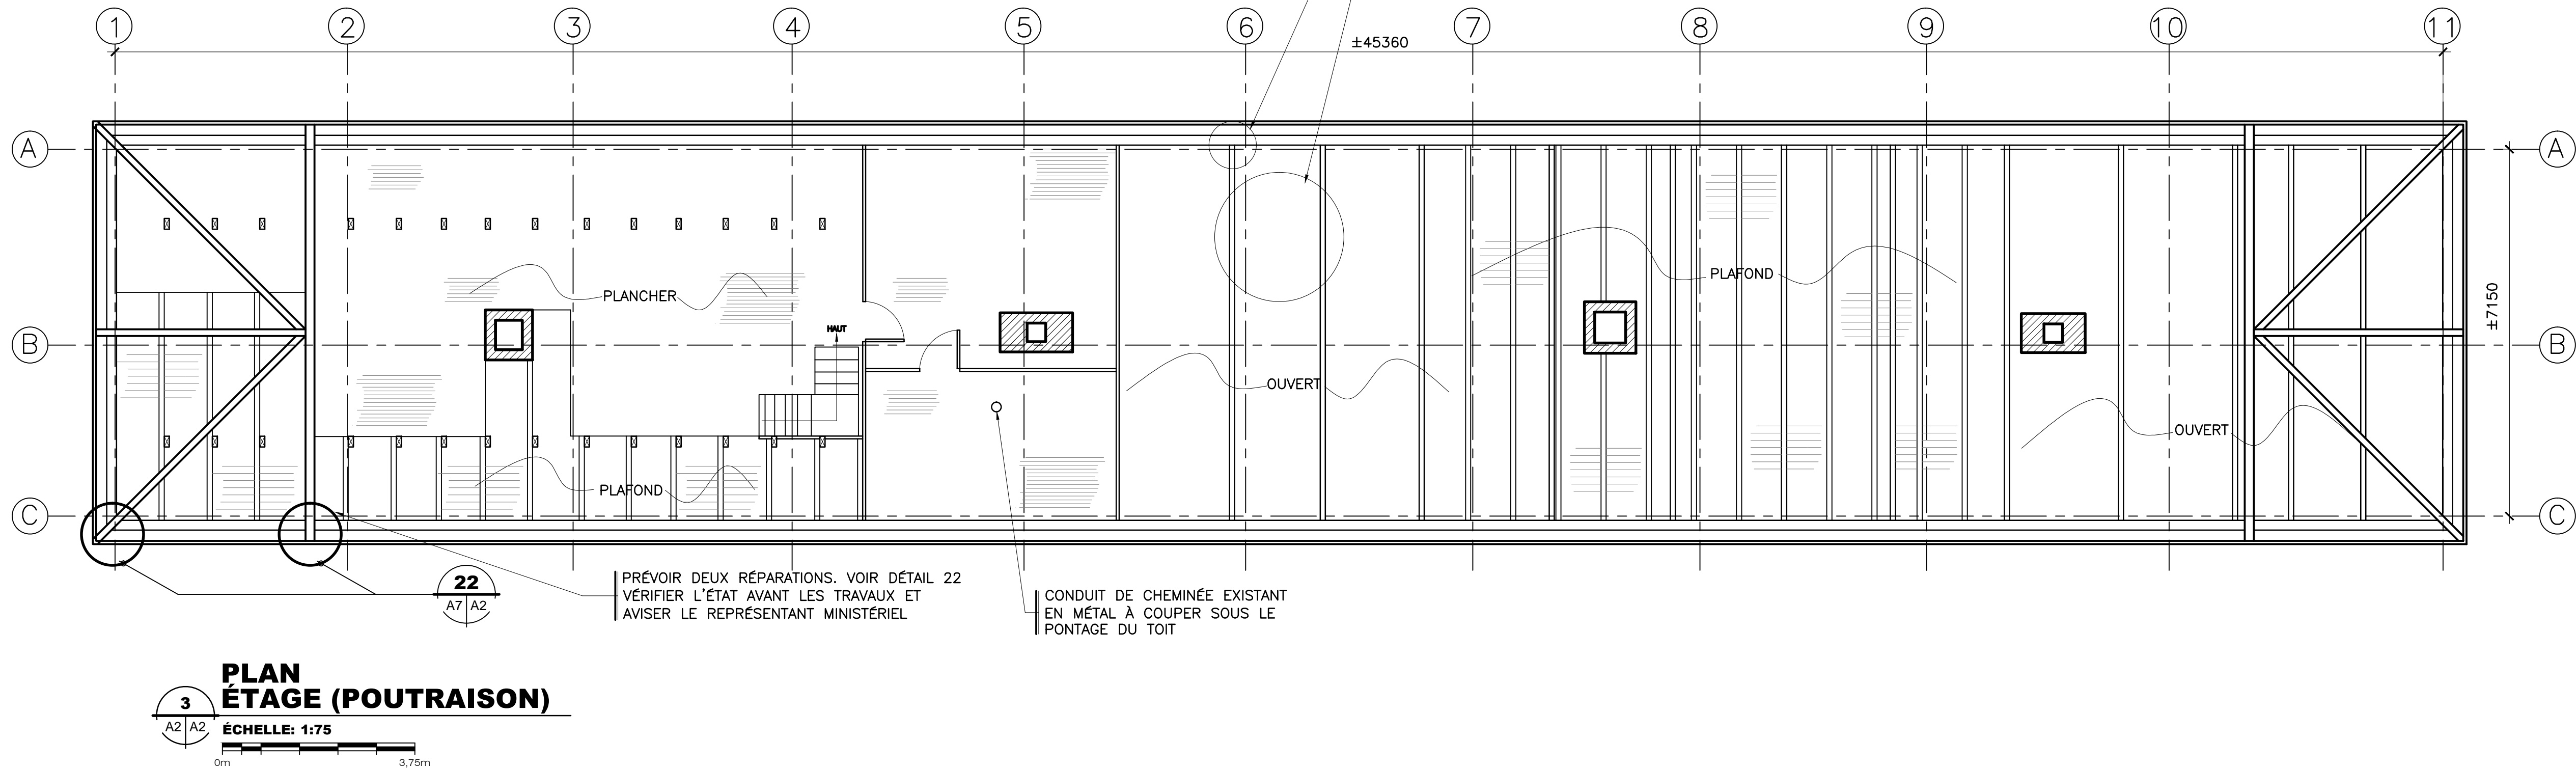 1 2 3 4 5 6 7 8 9 10 11
±45360
A A
PLAFOND
PLANCHER
±7150
HAUT
B B
OUVERT
OUVERT
PLAFOND
C C
22
A7 A2
PRÉVOIR DEUX RÉPARATIONS. VOIR DÉTAIL 22
VÉRIFIER L'ÉTAT AVANT LES TRAVAUX ET
AVISER LE REPRÉSENTANT MINISTÉRIEL
CONDUIT DE CHEMINÉE EXISTANT
EN MÉTAL À COUPER SOUS LE
PONTAGE DU TOIT
PLAN
ÉTAGE (POUTRAISON)
3
A2 A2
ÉCHELLE: 1:75
0m 3,75m